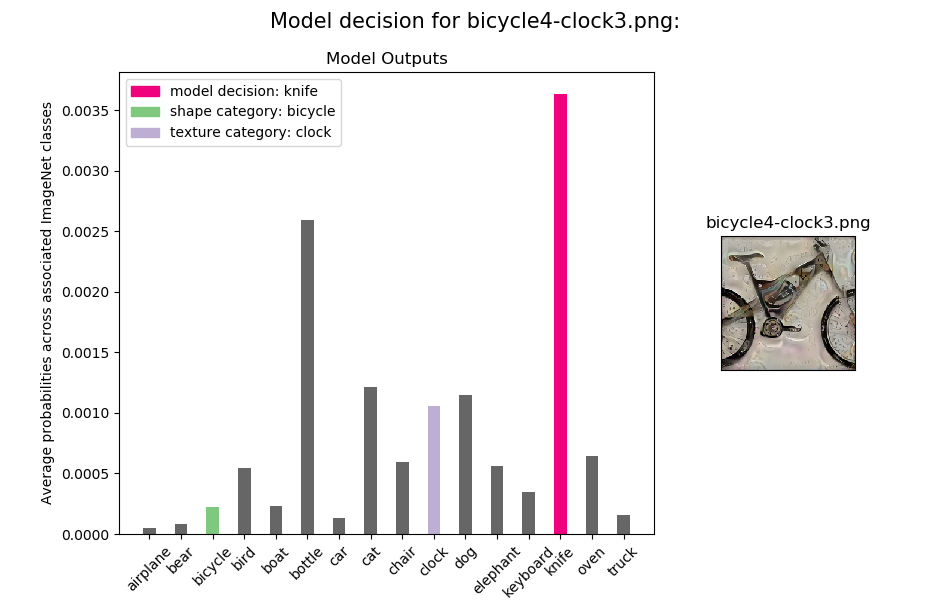 Model decision for bicycle4-clock3.png:
Model Outputs
Average probabilities across associated ImageNet classes
0.0035
0.0030
0.0025
0.0020
0.0015
0.0010
0.0005
0.0000
model decision: knife
shape category: bicycle
texture category: clock
airplane
bear
bicycle
bird
boat
bottle
car
cat
chair
clock
dog
elephant
keyboard
knife
oven
truck
bicycle4-clock3.png